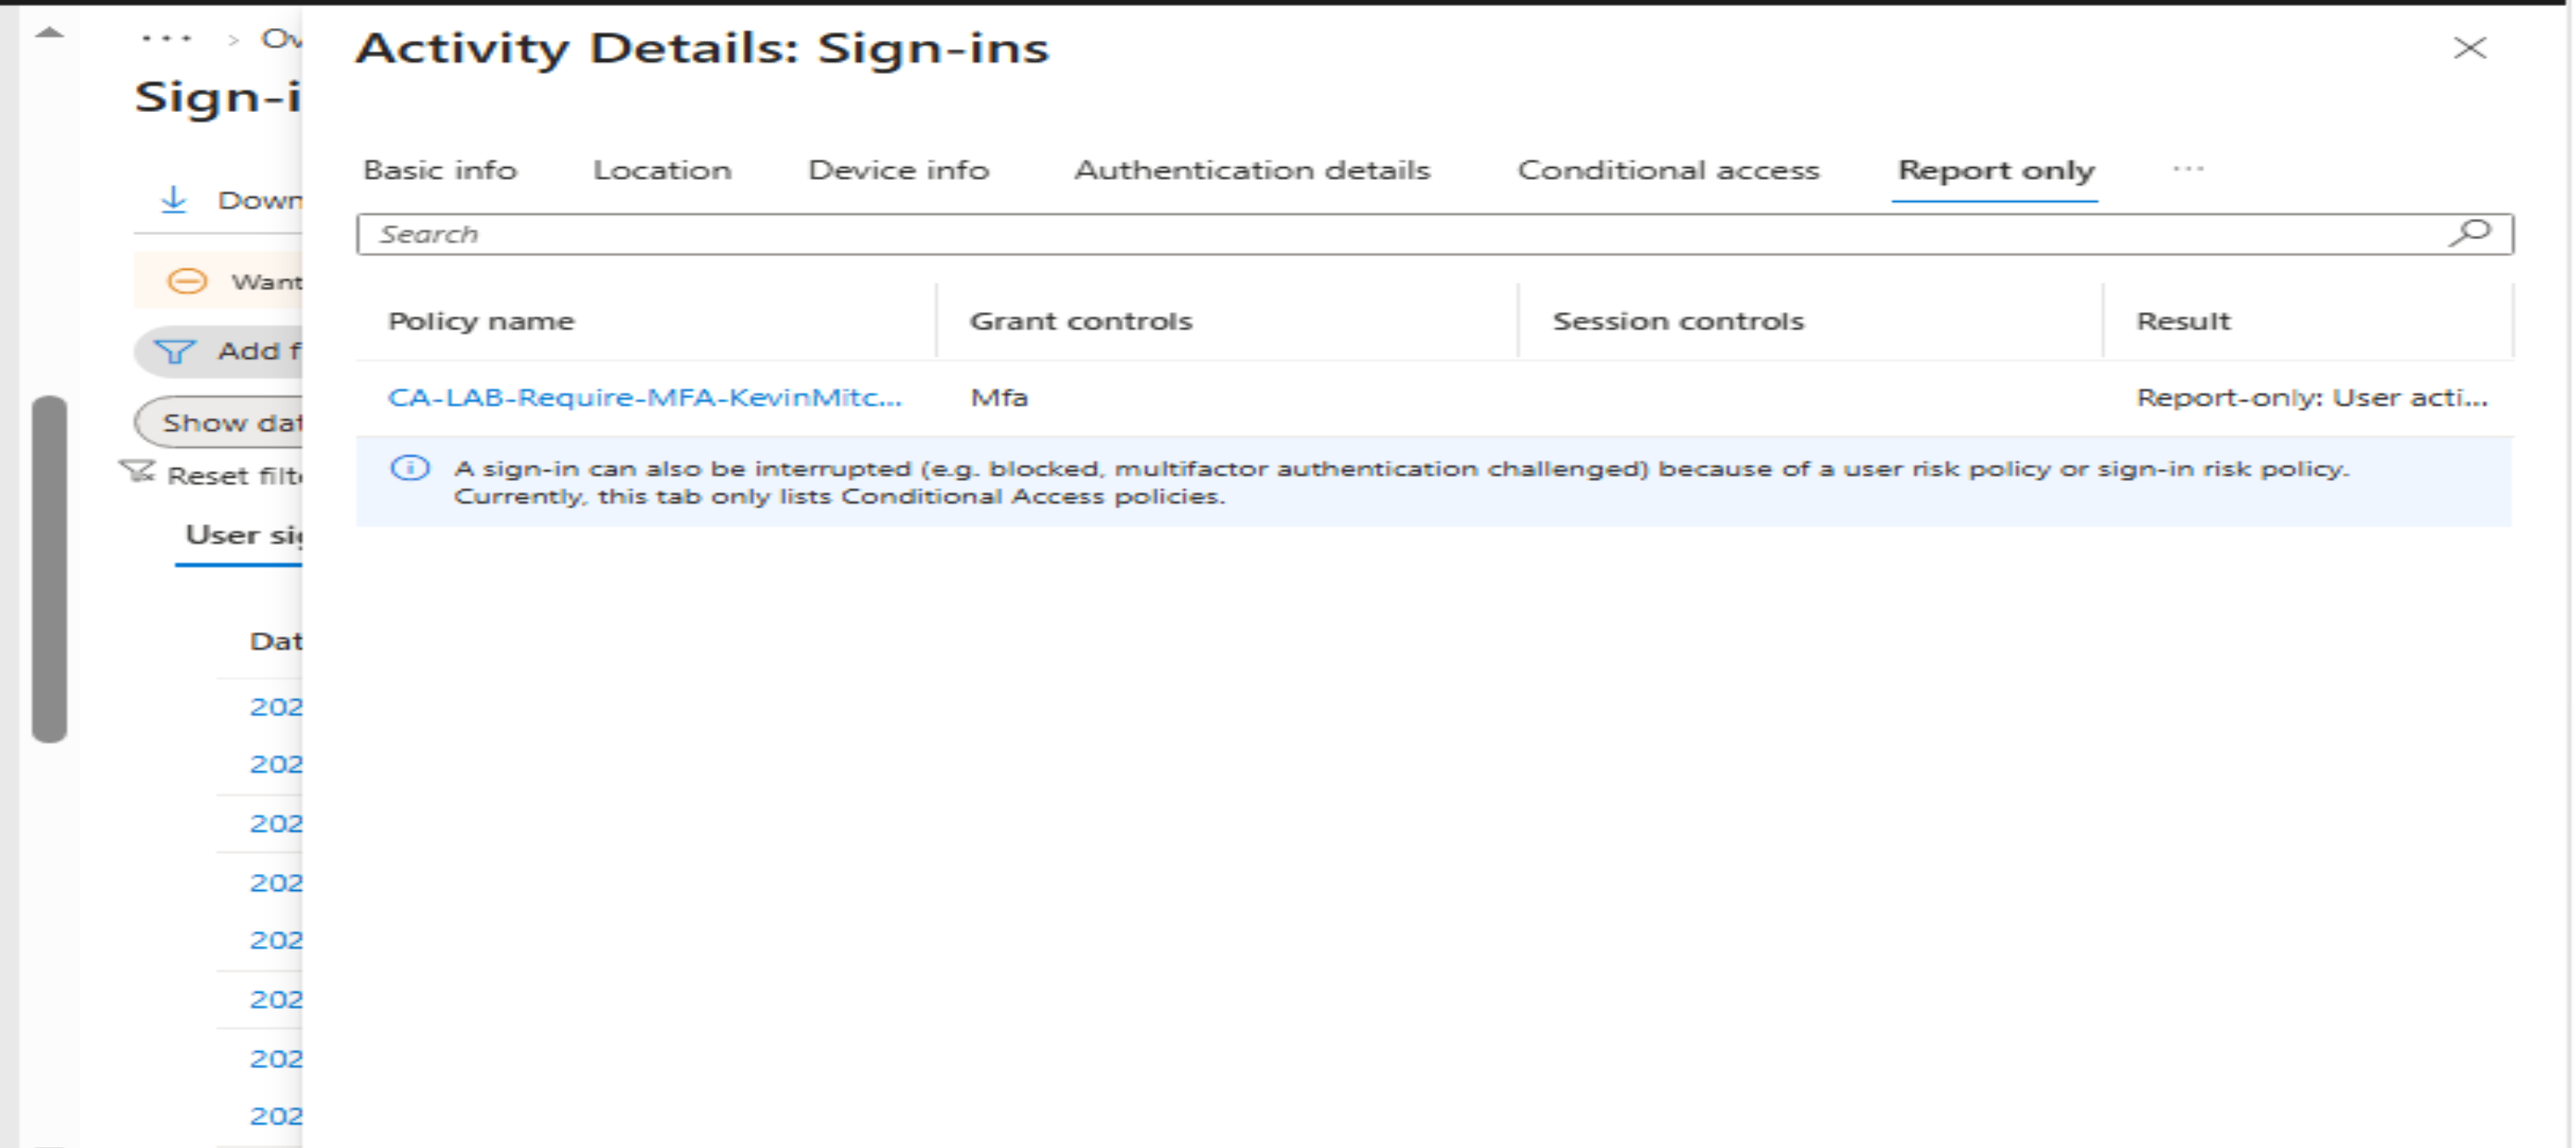 ··· > Ov
Sign-i
Down
Want
Add f
Show dat
Reset filt
User sig
Dat
202
202
202
202
202
202
202
202
Activity Details: Sign-ins
Basic info Location Device info Authentication details Conditional access Report only ···
Search
Policy name Grant controls Session controls Result
CA-LAB-Require-MFA-KevinMitc... Mfa Report-only: User acti...
A sign-in can also be interrupted (e.g. blocked, multifactor authentication challenged) because of a user risk policy or sign-in risk policy.
Currently, this tab only lists Conditional Access policies.